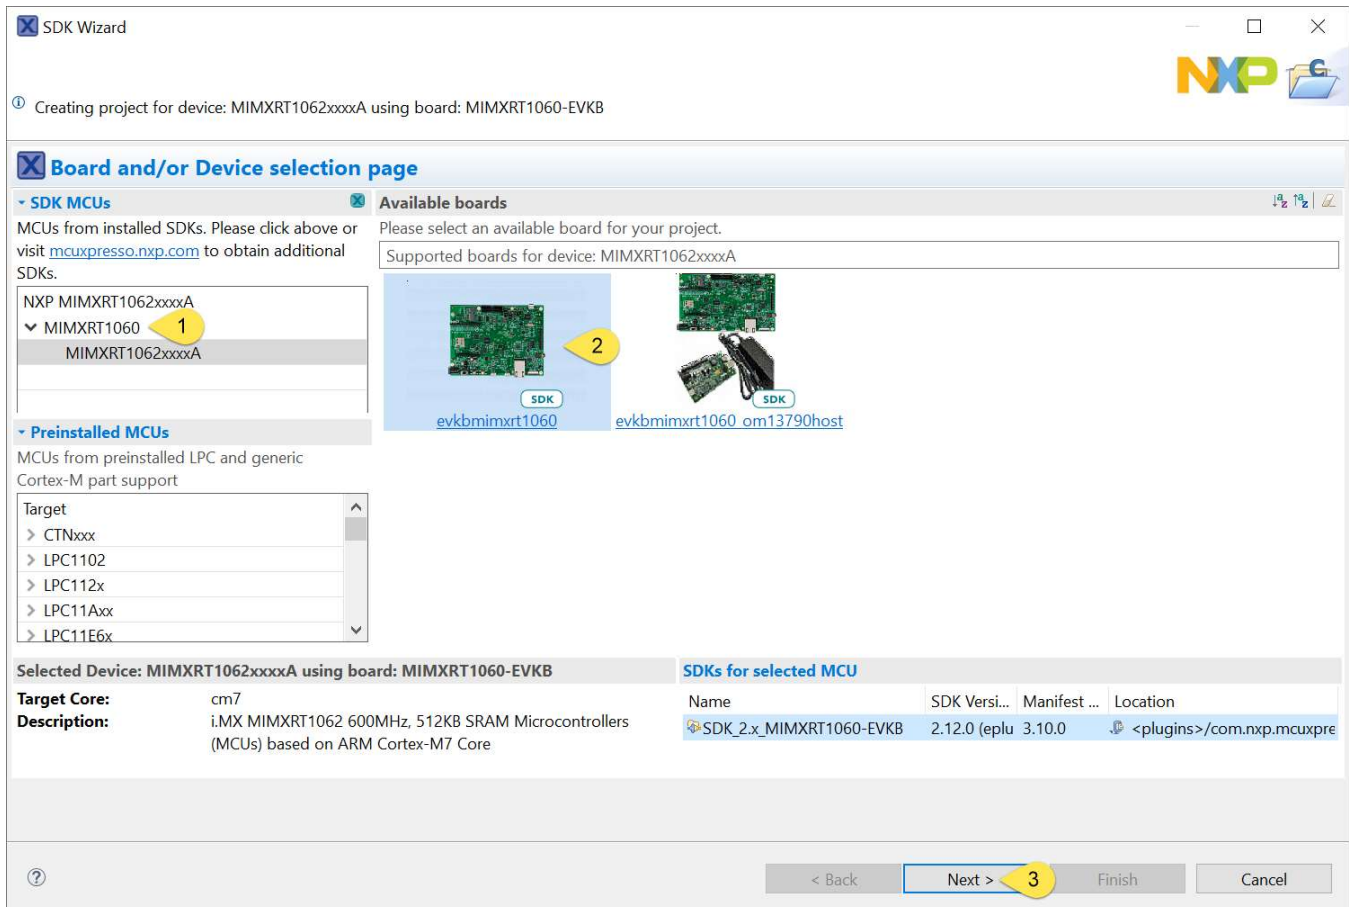 SDK Wizard
NXP
Creating project for device: MIMXRT1062xxxxA using board: MIMXRT1060-EVKB
Board and/or Device selection page
SDK MCUs
MCUs from installed SDKs. Please click above or
visit mcuxpresso.nxp.com to obtain additional
SDKs.
NXP MIMXRT1062xxxxA
MIMXRT1060
1
MIMXRT1062xxxxA
Preinstalled MCUs
MCUs from preinstalled LPC and generic
Cortex-M part support
Target
CTNxxx
LPC1102
LPC112x
LPC11Axx
LPC11E6x
Available boards
Please select an available board for your project.
Supported boards for device: MIMXRT1062xxxxA
2
SDK
evkbmimxrt1060
SDK
evkbmimxrt1060_om13790host
Selected Device: MIMXRT1062xxxxA using board: MIMXRT1060-EVKB
Target Core: cm7
Description: i.MX MIMXRT1062 600MHz, 512KB SRAM Microcontrollers
(MCUs) based on ARM Cortex-M7 Core
SDKs for selected MCU
Name SDK Versi... Manifest ... Location
SDK_2.x_MIMXRT1060-EVKB 2.12.0 (eplu 3.10.0 <plugins>/com.nxp.mcuxpre
< Back Next > 3 Finish Cancel